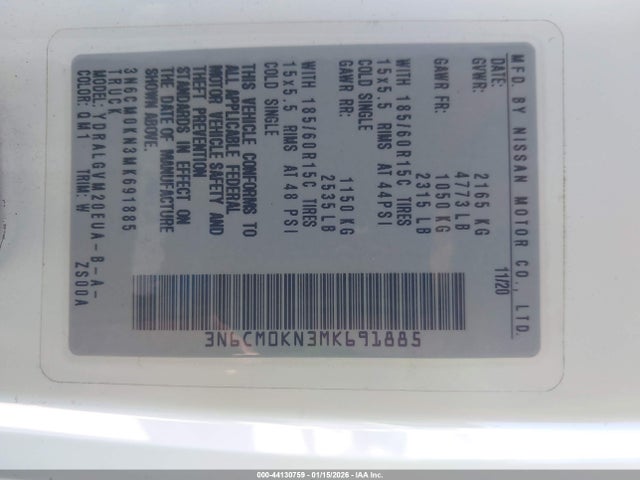 MFD. BY NISSAN MOTOR CO., LTD.
11/20
GVWR: 2165 KG
4773 LB
GAWR FR: 1050 KG
2315 LB
WITH 185/60R15C TIRES
15x5.5 RIMS AT 44PSI
COLD SINGLE
GAWR RR: 1150 KG
2535 LB
WITH 185/60R15C TIRES
15x5.5 RIMS AT 48 PSI
COLD SINGLE
THIS VEHICLE CONFORMS TO
ALL APPLICABLE FEDERAL
MOTOR VEHICLE SAFETY AND
THEFT PREVENTION
STANDARDS IN EFFECT ON
THE DATE OF MANUFACTURE
SHOWN ABOVE.
3N6CM0KN3MK691885
TRUCK
YDRALGVM20EUA-B-A-
COLOR: QM1 TRIM: W ZS00A
3N6CM0KN3MK691885
000-44130759 - 01/15/2026 - IAA Inc.